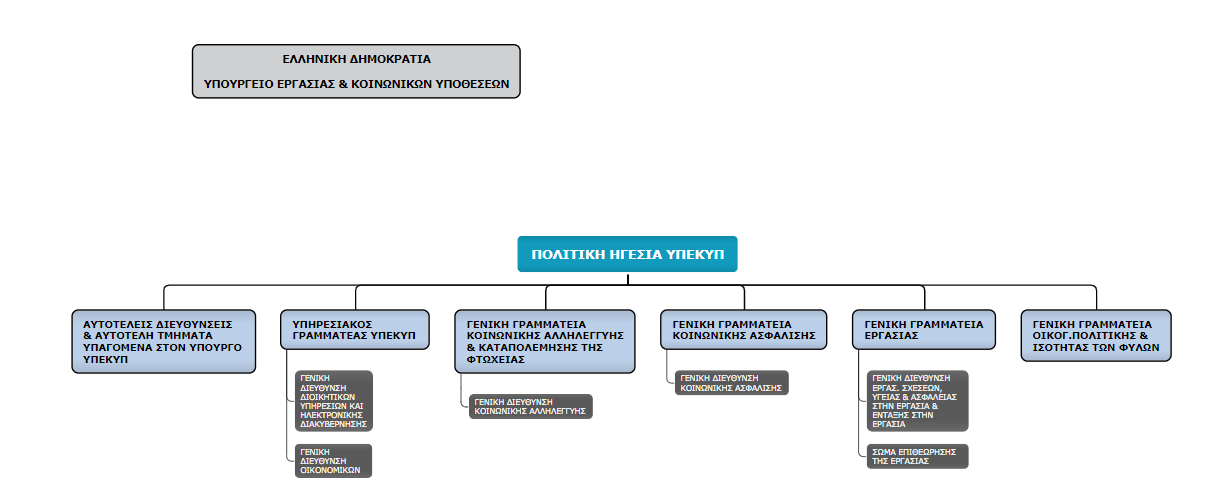 ΕΛΛΗΝΙΚΗ ΔΗΜΟΚΡΑΤΙΑ
ΥΠΟΥΡΓΕΙΟ ΕΡΓΑΣΙΑΣ & ΚΟΙΝΩΝΙΚΩΝ ΥΠΟΘΕΣΕΩΝ
ΠΟΛΙΤΙΚΗ ΗΓΕΣΙΑ ΥΠΕΚΥΠ
ΑΥΤΟΤΕΛΕΙΣ ΔΙΕΥΘΥΝΣΕΙΣ
& ΑΥΤΟΤΕΛΗ ΤΜΗΜΑΤΑ
ΥΠΑΓΟΜΕΝΑ ΣΤΟΝ ΥΠΟΥΡΓΟ
ΥΠΕΚΥΠ
ΥΠΗΡΕΣΙΑΚΟΣ
ΓΡΑΜΜΑΤΕΑΣ ΥΠΕΚΥΠ
ΓΕΝΙΚΗ
ΔΙΕΥΘΥΝΣΗ
ΔΙΟΙΚΗΤΙΚΩΝ
ΥΠΗΡΕΣΙΩΝ ΚΑΙ
ΗΛΕΚΤΡΟΝΙΚΗΣ
ΔΙΑΚΥΒΕΡΝΗΣΗΣ
ΓΕΝΙΚΗ
ΔΙΕΥΘΥΝΣΗ
ΟΙΚΟΝΟΜΙΚΩΝ
ΓΕΝΙΚΗ ΓΡΑΜΜΑΤΕΙΑ
ΚΟΙΝΩΝΙΚΗΣ ΑΛΛΗΛΕΓΓΥΗΣ
& ΚΑΤΑΠΟΛΕΜΗΣΗΣ ΤΗΣ
ΦΤΩΧΕΙΑΣ
ΓΕΝΙΚΗ ΔΙΕΥΘΥΝΣΗ
ΚΟΙΝΩΝΙΚΗΣ ΑΛΛΗΛΕΓΓΥΗΣ
ΓΕΝΙΚΗ ΓΡΑΜΜΑΤΕΙΑ
ΚΟΙΝΩΝΙΚΗΣ ΑΣΦΑΛΙΣΗΣ
ΓΕΝΙΚΗ ΔΙΕΥΘΥΝΣΗ
ΚΟΙΝΩΝΙΚΗΣ ΑΣΦΑΛΙΣΗΣ
ΓΕΝΙΚΗ ΓΡΑΜΜΑΤΕΙΑ
ΕΡΓΑΣΙΑΣ
ΓΕΝΙΚΗ ΔΙΕΥΘΥΝΣΗ
ΕΡΓΑΣ. ΣΧΕΣΕΩΝ,
ΥΓΕΙΑΣ & ΑΣΦΑΛΕΙΑΣ
ΣΤΗΝ ΕΡΓΑΣΙΑ &
ΕΝΤΑΞΗΣ ΣΤΗΝ
ΕΡΓΑΣΙΑ
ΣΩΜΑ ΕΠΙΘΕΩΡΗΣΗΣ
ΤΗΣ ΕΡΓΑΣΙΑΣ
ΓΕΝΙΚΗ ΓΡΑΜΜΑΤΕΙΑ
ΟΙΚΟΓ.ΠΟΛΙΤΙΚΗΣ &
ΙΣΟΤΗΤΑΣ ΤΩΝ ΦΥΛΩΝ